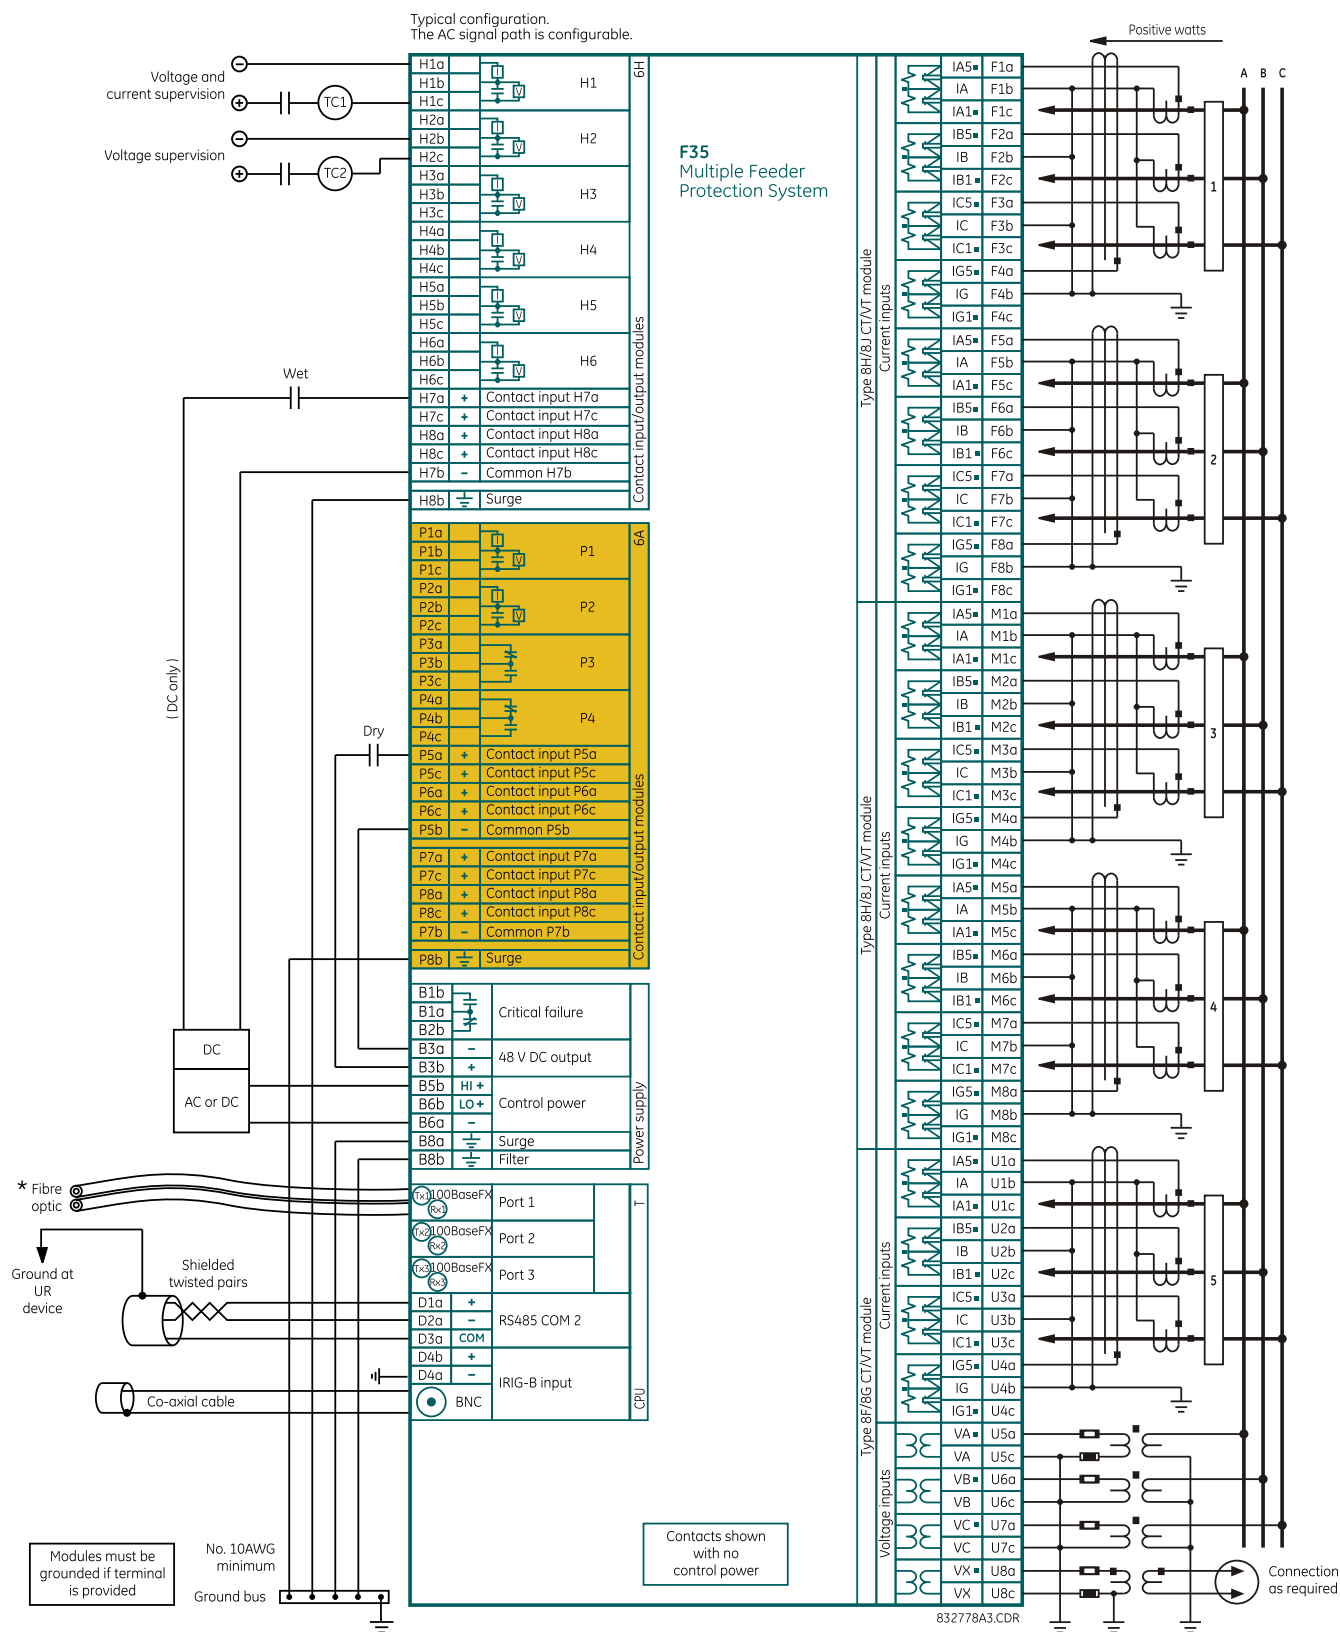 Typical configuration.
The AC signal path is configurable.
Positive watts
A B C
Voltage and
current supervision
TC1
Voltage supervision
TC2
F35
Multiple Feeder
Protection System
6H
H1a
H1b H1
H1c
H2a
H2b H2
H2c
H3a
H3b H3
H3c
H4a
H4b H4
H4c
H5a
H5b H5
H5c
H6a
H6b H6
H6c
Wet
H7a + Contact input H7a
H7c + Contact input H7c
H8a + Contact input H8a
H8c + Contact input H8c
H7b - Common H7b
H8b Surge
Contact input/output modules
6A
P1a
P1b P1
P1c
P2a
P2b P2
P2c
P3a
P3b P3
P3c
P4a
P4b P4
P4c
( DC only )
Dry
P5a + Contact input P5a
P5c + Contact input P5c
P6a + Contact input P6a
P6c + Contact input P6c
P5b - Common P5b
P7a + Contact input P7a
P7c + Contact input P7c
P8a + Contact input P8a
P8c + Contact input P8c
P7b - Common P7b
P8b Surge
Contact input/output modules
B1b
B1a Critical failure
B2b
B3a - 48 V DC output
B3b +
B5b HI +
B6b LO + Control power
B6a -
B8a Surge
B8b Filter
Power supply
DC
AC or DC
* Fibre
optic
Tx1 100BaseFX Port 1
Rx1
Tx2 100BaseFX Port 2
Rx2
Tx3 100BaseFX Port 3
Rx3
T
Ground at
UR
device
Shielded
twisted pairs
D1a +
D2a - RS485 COM 2
D3a COM
D4b +
D4a - IRIG-B input
BNC
CPU
Co-axial cable
Modules must be
grounded if terminal
is provided
No. 10AWG
minimum
Ground bus
Contacts shown
with no
control power
Type 8H/8J CT/VT module
Current inputs
IA5 F1a
IA F1b
IA1 F1c
IB5 F2a
IB F2b
IB1 F2c
IC5 F3a
IC F3b
IC1 F3c
IG5 F4a
IG F4b
IG1 F4c
1
IA5 F5a
IA F5b
IA1 F5c
IB5 F6a
IB F6b
IB1 F6c
IC5 F7a
IC F7b
IC1 F7c
IG5 F8a
IG F8b
IG1 F8c
2
Type 8H/8J CT/VT module
Current inputs
IA5 M1a
IA M1b
IA1 M1c
IB5 M2a
IB M2b
IB1 M2c
IC5 M3a
IC M3b
IC1 M3c
IG5 M4a
IG M4b
IG1 M4c
3
IA5 M5a
IA M5b
IA1 M5c
IB5 M6a
IB M6b
IB1 M6c
IC5 M7a
IC M7b
IC1 M7c
IG5 M8a
IG M8b
IG1 M8c
4
Type 8F/8G CT/VT module
Current inputs
IA5 U1a
IA U1b
IA1 U1c
IB5 U2a
IB U2b
IB1 U2c
IC5 U3a
IC U3b
IC1 U3c
IG5 U4a
IG U4b
IG1 U4c
5
Voltage inputs
VA U5a
VA U5c
VB U6a
VB U6c
VC U7a
VC U7c
VX U8a
VX U8c
Connection
as required
832778A3.CDR